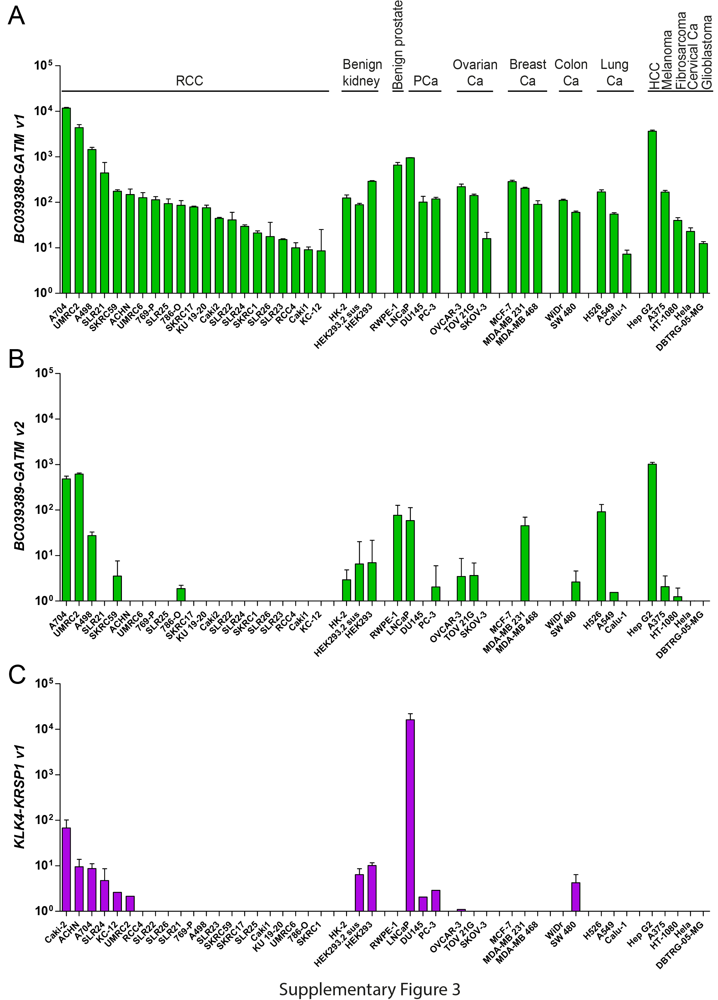 A
Benign prostate
Benign
kidney
RCC
PCa
Ovarian
Ca
Breast
Ca
Colon
Ca
Lung
Ca
HCC
Melanoma
Fibrosarcoma
Cervical Ca
Glioblastoma
BC039389-GATM v1
10⁵
10⁴
10³
10²
10¹
10⁰
A704
UMRC2
A498
SLR21
SKRC59
ACHN
UMRC6
769-P
SLR25
786-O
SKRC17
KU 19-20
Caki2
SLR22
SLR24
SKRC1
SLR26
SLR23
RCC4
Caki1
KC-12
HK-2
HEK293.2 sus
HEK293
RWPE-1
LNCaP
DU145
PC-3
OVCAR-3
TOV 21G
SKOV-3
MCF-7
MDA-MB 231
MDA-MB 468
WiDr
SW 480
H526
A549
Calu-1
Hep G2
A375
HT-1080
Hela
DBTRG-05-MG
B
BC039389-GATM v2
10⁵
10⁴
10³
10²
10¹
10⁰
A704
UMRC2
A498
SLR21
SKRC59
ACHN
UMRC6
769-P
SLR25
786-O
SKRC17
KU 19-20
Caki2
SLR22
SLR24
SKRC1
SLR26
SLR23
RCC4
Caki1
KC-12
HK-2
HEK293.2 sus
HEK293
RWPE-1
LNCaP
DU145
PC-3
OVCAR-3
TOV 21G
SKOV-3
MCF-7
MDA-MB 231
MDA-MB 468
WiDr
SW 480
H526
A549
Calu-1
Hep G2
A375
HT-1080
Hela
DBTRG-05-MG
C
KLK4-KRSP1 v1
10⁵
10⁴
10³
10²
10¹
10⁰
Caki-2
ACHN
A704
SLR24
KC-12
UMRC2
RCC4
SLR22
SLR26
SLR21
769-P
A498
SLR23
SKRC59
SKRC17
SLR25
Caki1
KU 19-20
UMRC6
786-O
SKRC1
HK-2
HEK293.2 sus
HEK293
RWPE-1
LNCaP
DU145
PC-3
OVCAR-3
TOV 21G
SKOV-3
MCF-7
MDA-MB 231
MDA-MB 468
WiDr
SW 480
H526
A549
Calu-1
Hep G2
A375
HT-1080
Hela
DBTRG-05-MG
Supplementary Figure 3